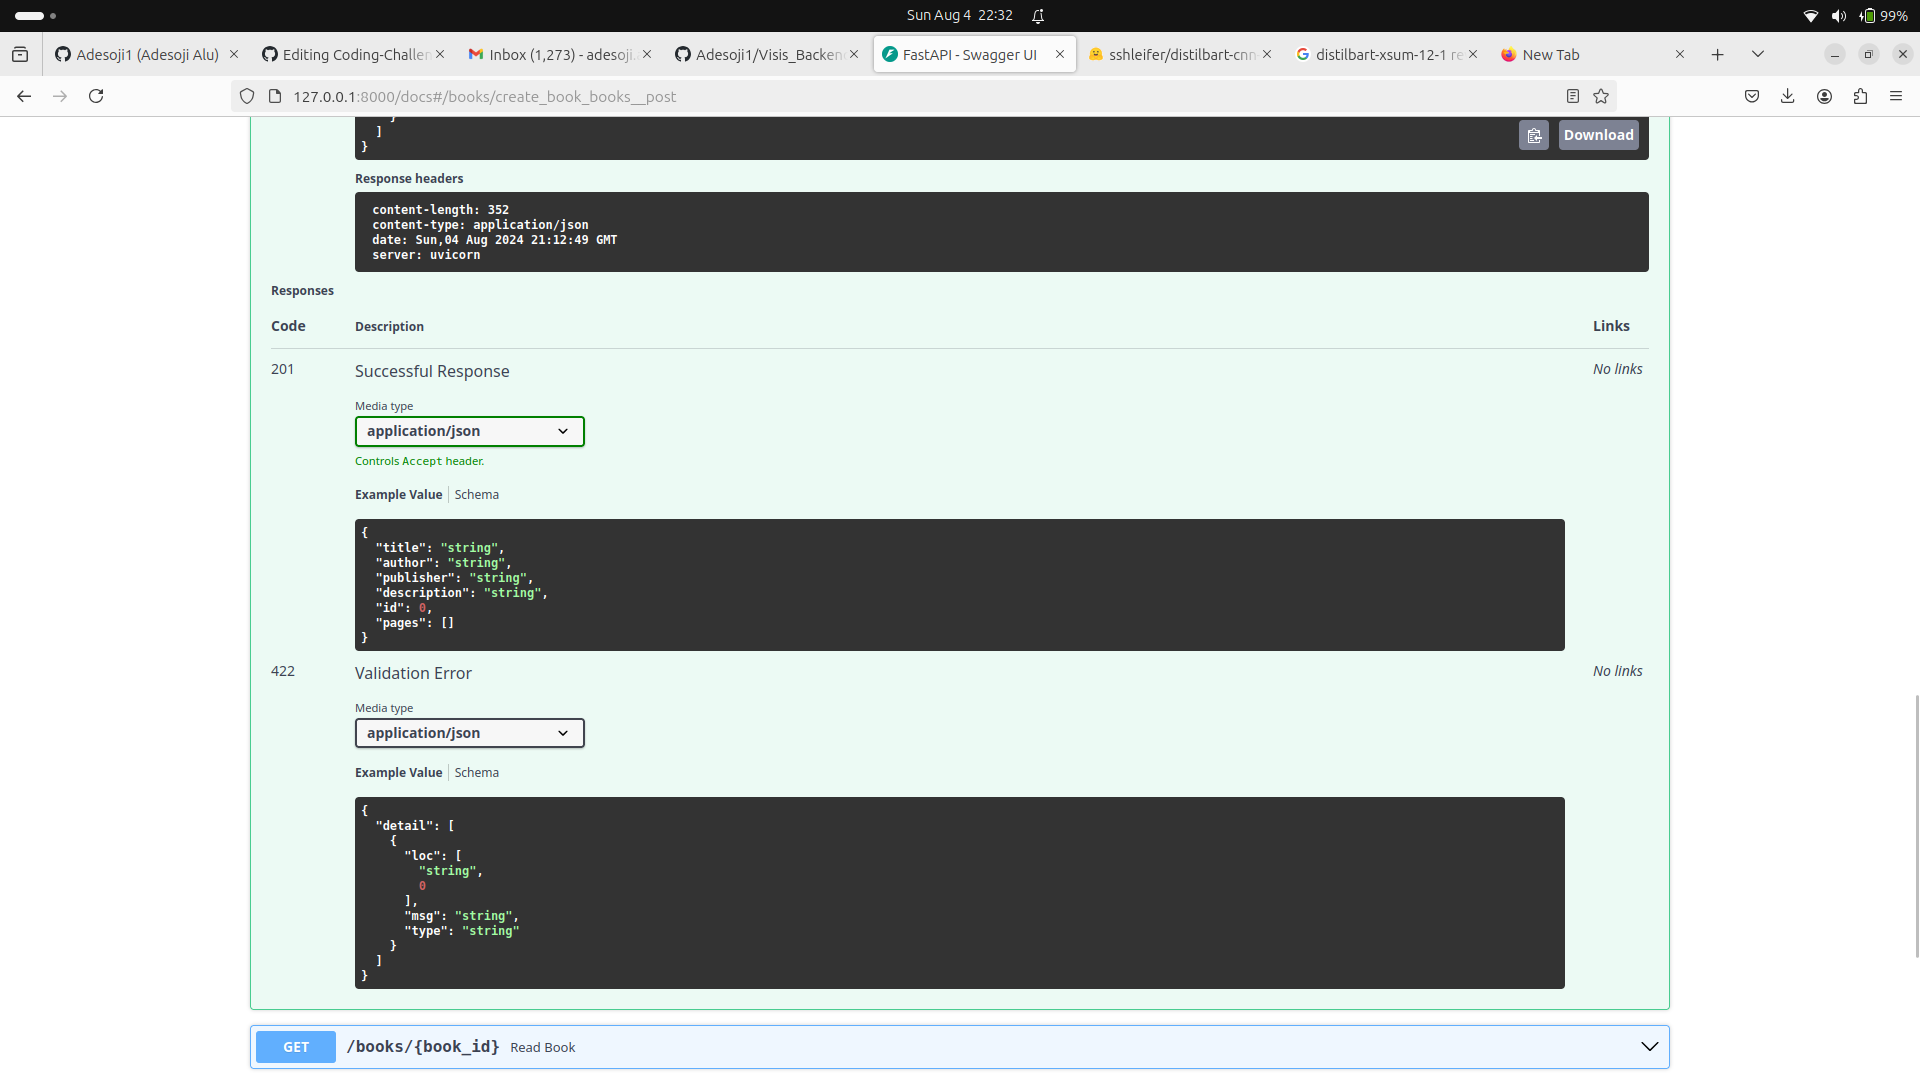 Sun Aug 4 22:32
99%
Adesoji1 (Adesoji Alu)
Editing Coding-Challen
Inbox (1,273) - adesoji.
Adesoji1/Visis_Backen
FastAPI - Swagger UI
sshleifer/distilbart-cnn-
distilbart-xsum-12-1 re
New Tab
127.0.0.1:8000/docs#/books/create_book_books__post
}
]
}
Download
Response headers
content-length: 352
content-type: application/json
date: Sun,04 Aug 2024 21:12:49 GMT
server: uvicorn
Responses
Code Description Links
201 Successful Response No links
Media type
application/json
Controls Accept header.
Example Value Schema
{
"title": "string",
"author": "string",
"publisher": "string",
"description": "string",
"id": 0,
"pages": []
}
422 Validation Error No links
Media type
application/json
Example Value Schema
{
"detail": [
{
"loc": [
"string",
0
],
"msg": "string",
"type": "string"
}
]
}
GET /books/{book_id} Read Book